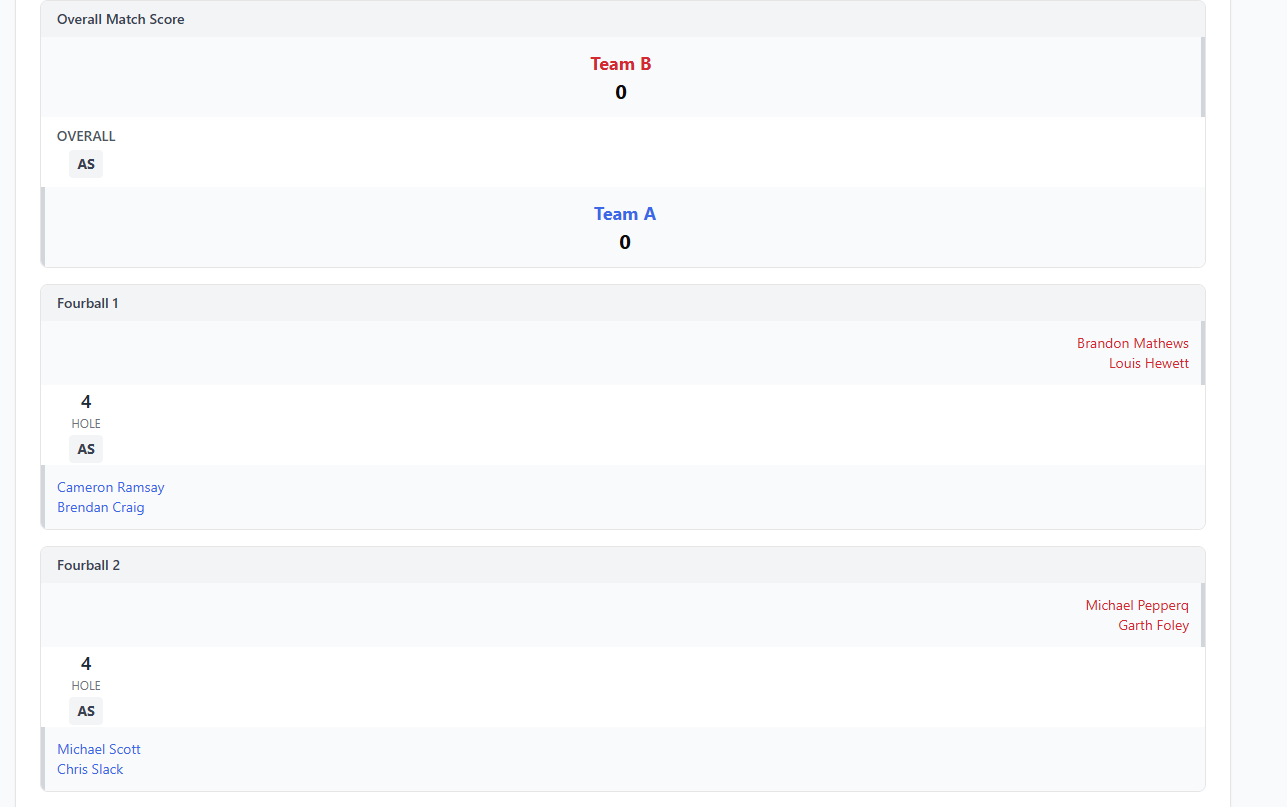 Overall Match Score
Team B
0
OVERALL
AS
Team A
0
Fourball 1
Brandon Mathews
Louis Hewett
4
HOLE
AS
Cameron Ramsay
Brendan Craig
Fourball 2
Michael Pepperq
Garth Foley
4
HOLE
AS
Michael Scott
Chris Slack